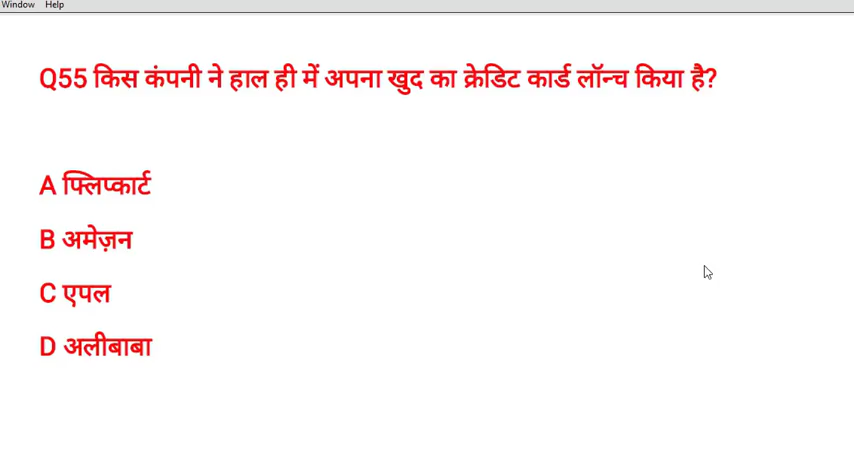 Window Help
Q55 किस कंपनी ने हाल ही में अपना खुद का क्रेडिट कार्ड लॉन्च किया है?
A फ्लिप्कार्ट
B अमेज़न
C एपल
D अलीबाबा